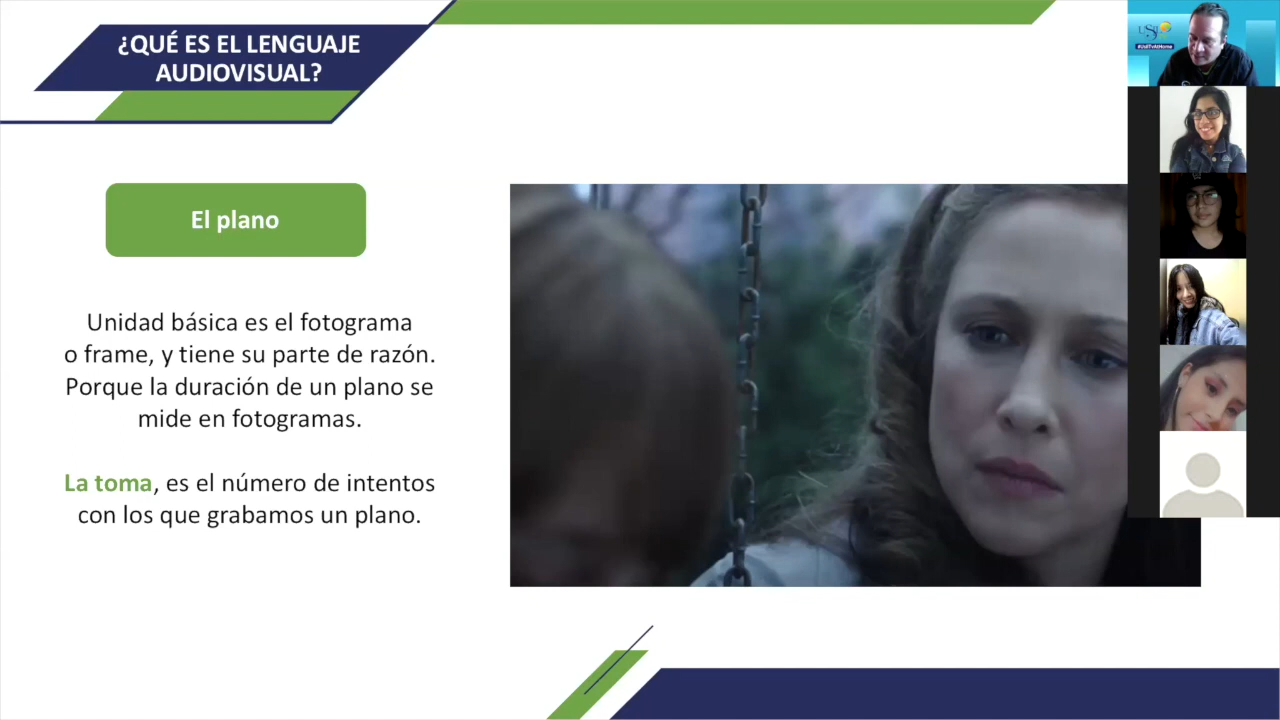 ¿QUÉ ES EL LENGUAJE
AUDIOVISUAL?
El plano
Unidad básica es el fotograma
o frame, y tiene su parte de razón.
Porque la duración de un plano se
mide en fotogramas.
La toma, es el número de intentos
con los que grabamos un plano.
#UsilTvAtHome